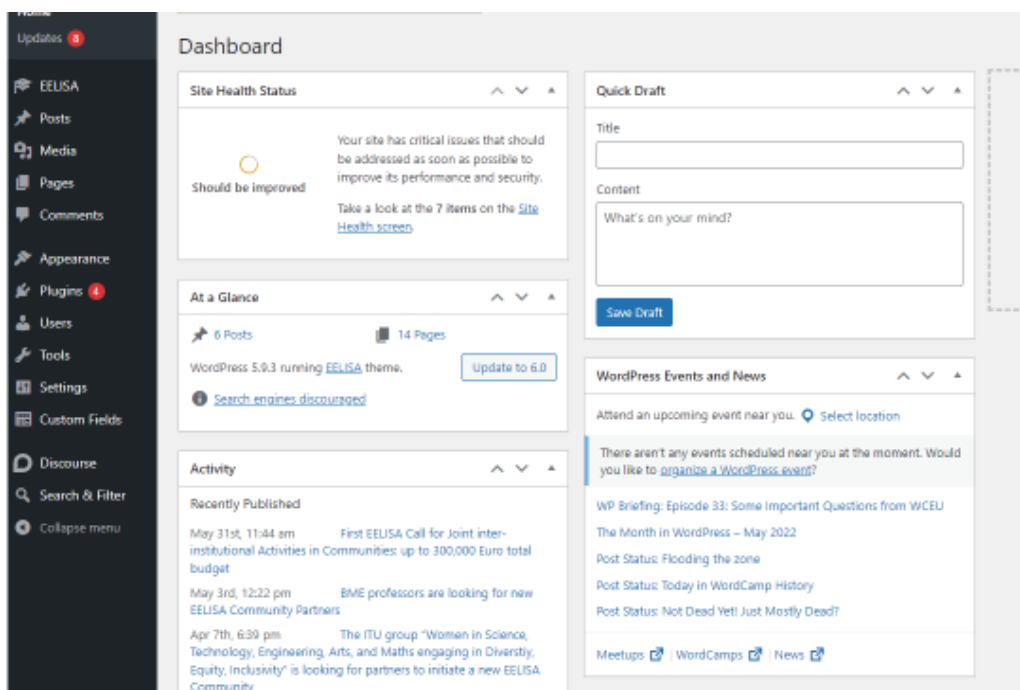 Home
Updates 8
EELISA
Posts
Media
Pages
Comments
Appearance
Plugins 4
Users
Tools
Settings
Custom Fields
Discourse
Search & Filter
Collapse menu
Dashboard
Site Health Status
Should be improved
Your site has critical issues that should
be addressed as soon as possible to
improve its performance and security.
Take a look at the 7 items on the Site
Health screen.
At a Glance
6 Posts
14 Pages
WordPress 5.9.3 running EELISA theme.
Update to 6.0
Search engines discouraged
Activity
Recently Published
May 31st, 11:44 am First EELISA Call for Joint inter-
institutional Activities in Communities: up to 300,000 Euro total
budget
May 3rd, 12:22 pm BME professors are looking for new
EELISA Community Partners
Apr 7th, 6:39 pm The ITU group "Women in Science,
Technology, Engineering, Arts, and Maths engaging in Diverstiy,
Equity, Inclusivity" is looking for partners to initiate a new EELISA
Community
Quick Draft
Title
Content
What's on your mind?
Save Draft
WordPress Events and News
Attend an upcoming event near you. Select location
There aren't any events scheduled near you at the moment. Would
you like to organize a WordPress event?
WP Briefing: Episode 33: Some Important Questions from WCEU
The Month in WordPress – May 2022
Post Status: Flooding the zone
Post Status: Today in WordCamp History
Post Status: Not Dead Yet! Just Mostly Dead?
Meetups | WordCamps | News